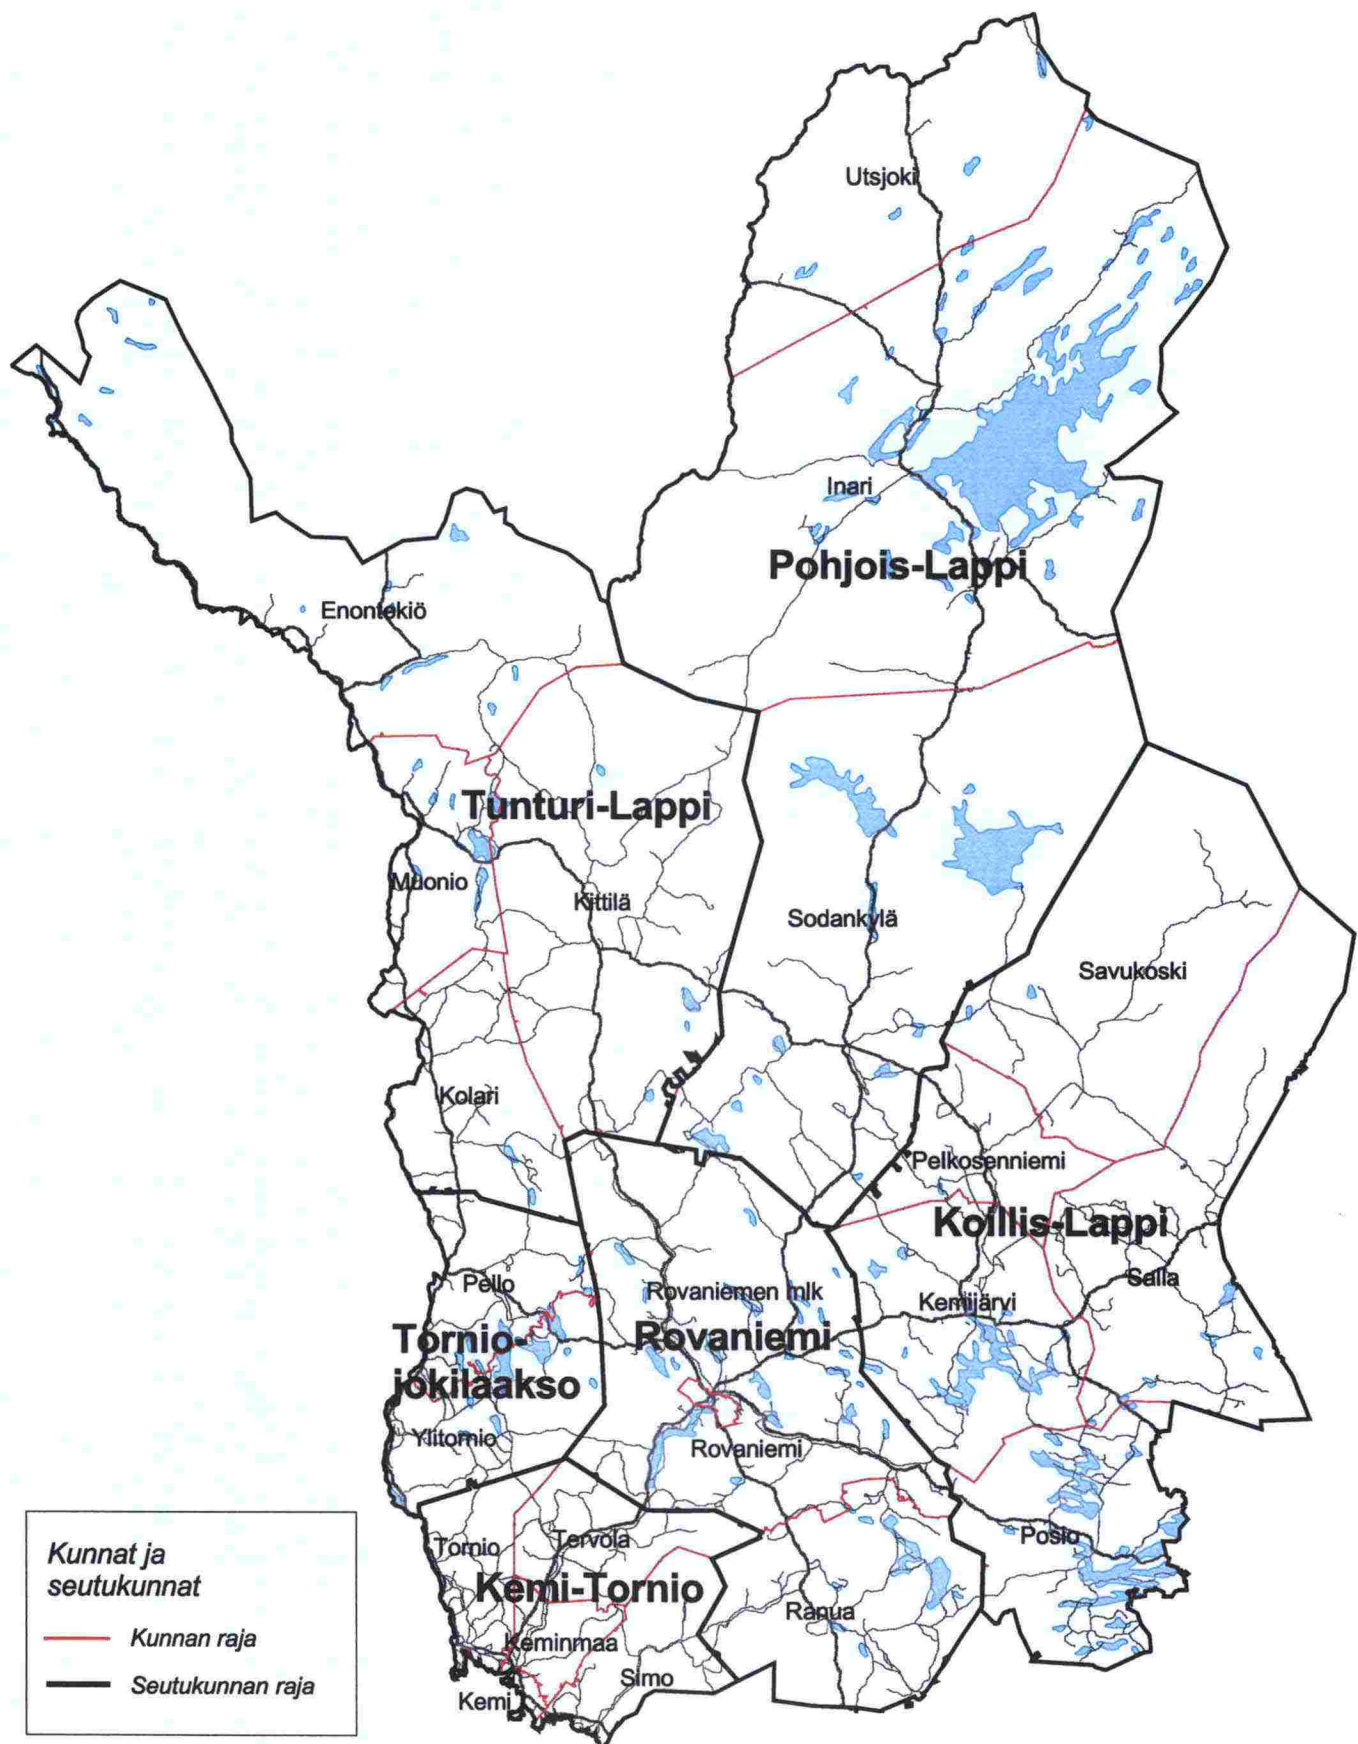 Utsjoki
Inari
Pohjois-Lappi
Enontekiö
Tunturi-Lappi
Muonio
Kittilä
Sodankylä
Savukoski
Kolari
Pelkosenniemi
Koillis-Lappi
Pello
Rovaniemen mlk
Kemijärvi
Salla
Tornio-
jokilaakso
Rovaniemi
Ylitornio
Rovaniemi
Tornio
Tervola
Posio
Kemi-Tornio
Ranua
Keminmaa
Simo
Kemi
Kunnat ja
seutukunnat
Kunnan raja
Seutukunnan raja